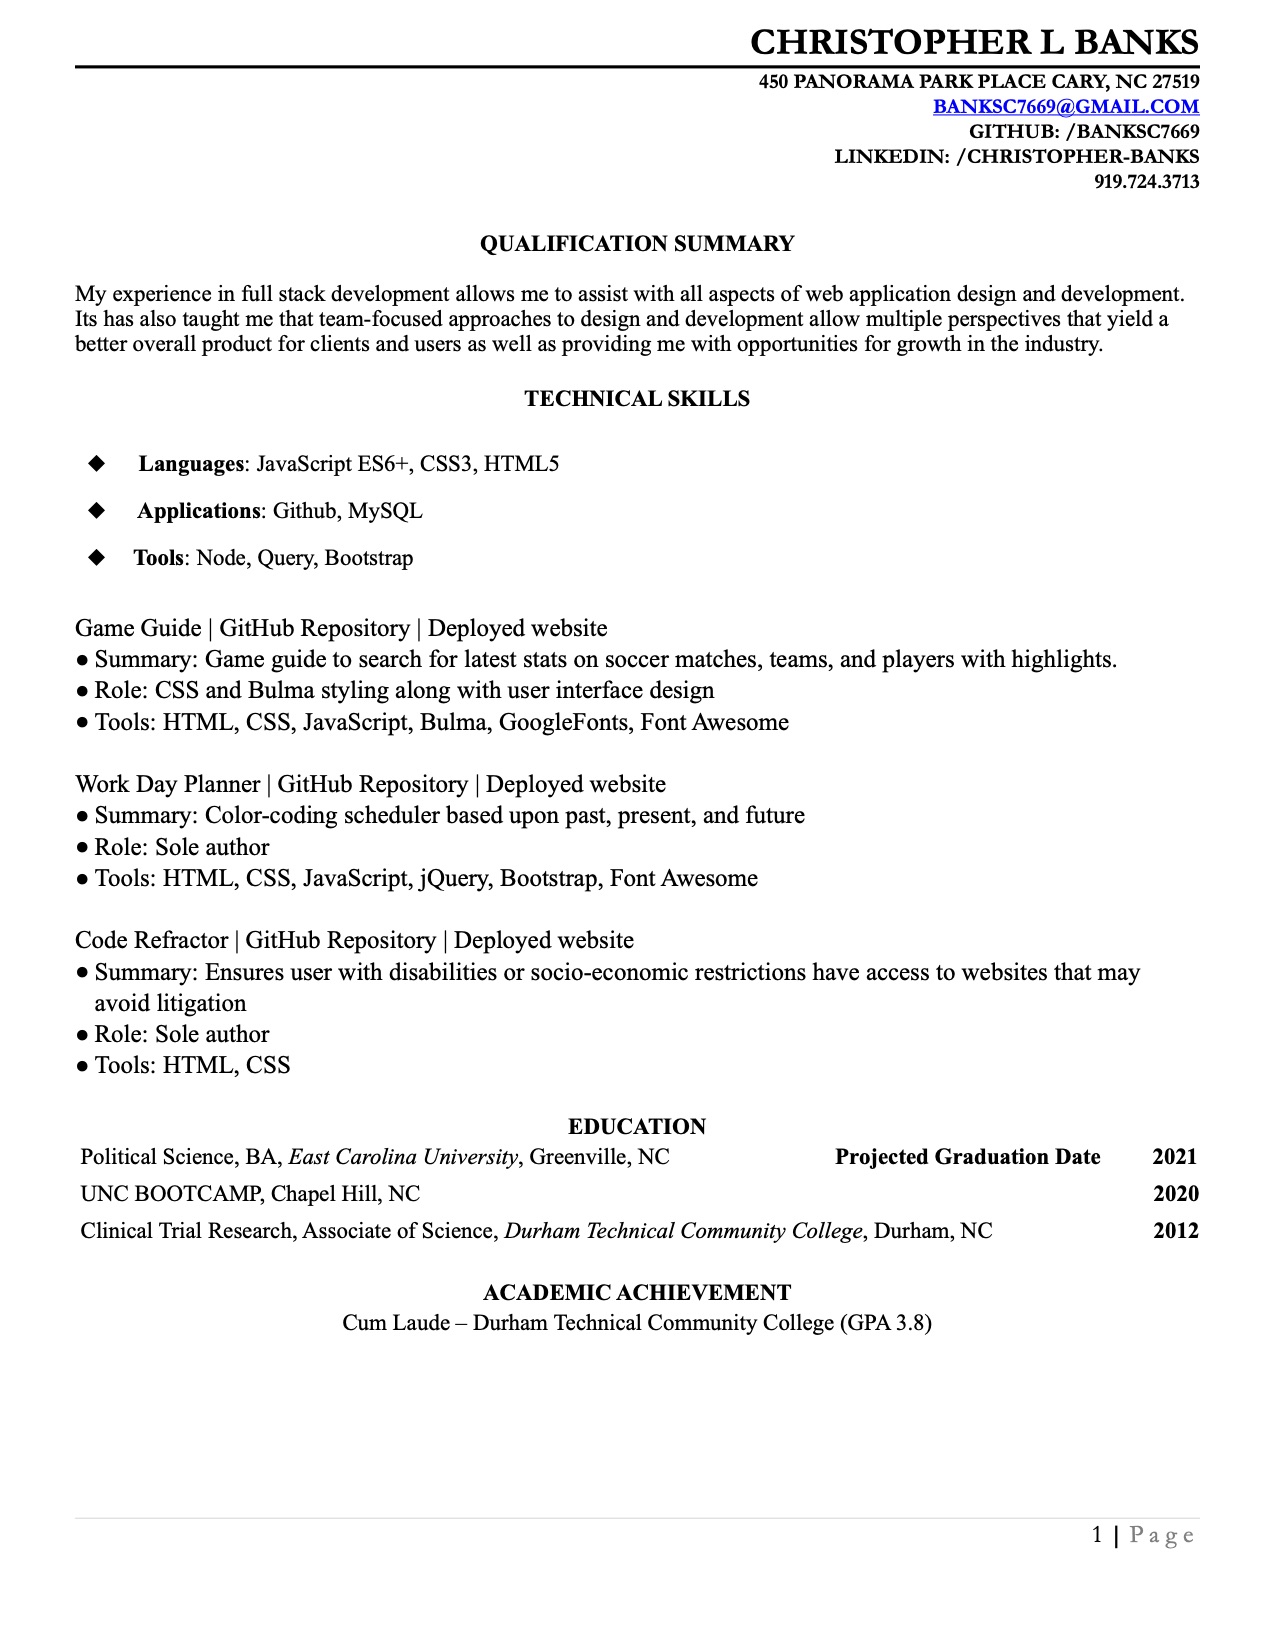 CHRISTOPHER L BANKS
450 PANORAMA PARK PLACE CARY, NC 27519
BANKSC7669@GMAIL.COM
GITHUB: /BANKSC7669
LINKEDIN: /CHRISTOPHER-BANKS
919.724.3713
QUALIFICATION SUMMARY
My experience in full stack development allows me to assist with all aspects of web application design and development.
Its has also taught me that team-focused approaches to design and development allow multiple perspectives that yield a
better overall product for clients and users as well as providing me with opportunities for growth in the industry.
TECHNICAL SKILLS
◆ Languages: JavaScript ES6+, CSS3, HTML5
◆ Applications: Github, MySQL
◆ Tools: Node, Query, Bootstrap
Game Guide | GitHub Repository | Deployed website
● Summary: Game guide to search for latest stats on soccer matches, teams, and players with highlights.
● Role: CSS and Bulma styling along with user interface design
● Tools: HTML, CSS, JavaScript, Bulma, GoogleFonts, Font Awesome
Work Day Planner | GitHub Repository | Deployed website
● Summary: Color-coding scheduler based upon past, present, and future
● Role: Sole author
● Tools: HTML, CSS, JavaScript, jQuery, Bootstrap, Font Awesome
Code Refractor | GitHub Repository | Deployed website
● Summary: Ensures user with disabilities or socio-economic restrictions have access to websites that may
avoid litigation
● Role: Sole author
● Tools: HTML, CSS
EDUCATION
Political Science, BA, East Carolina University, Greenville, NC Projected Graduation Date 2021
UNC BOOTCAMP, Chapel Hill, NC 2020
Clinical Trial Research, Associate of Science, Durham Technical Community College, Durham, NC 2012
ACADEMIC ACHIEVEMENT
Cum Laude – Durham Technical Community College (GPA 3.8)
1 | Page